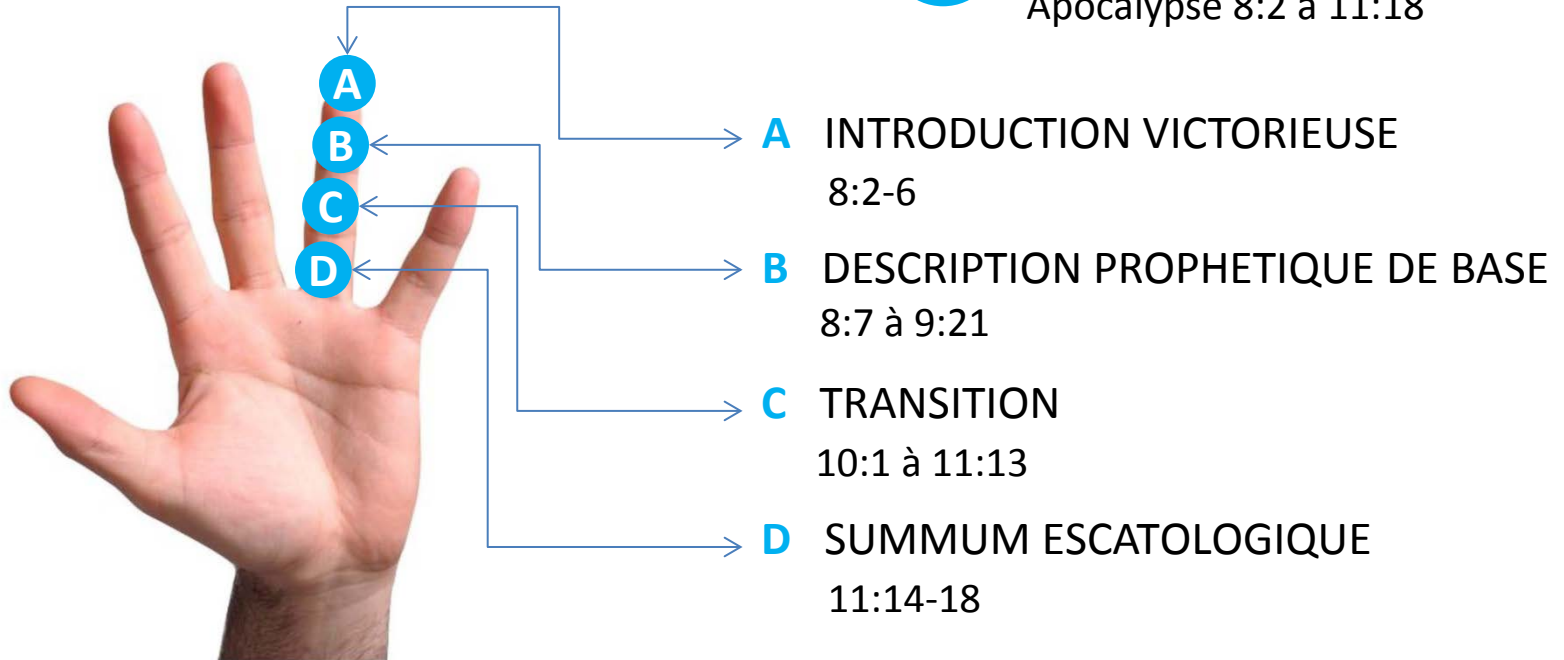 Apocalypse 8:2 à 11:18
A
B
C
D
A INTRODUCTION VICTORIEUSE
8:2-6
B DESCRIPTION PROPHETIQUE DE BASE
8:7 à 9:21
C TRANSITION
10:1 à 11:13
D SUMMUM ESCATOLOGIQUE
11:14-18